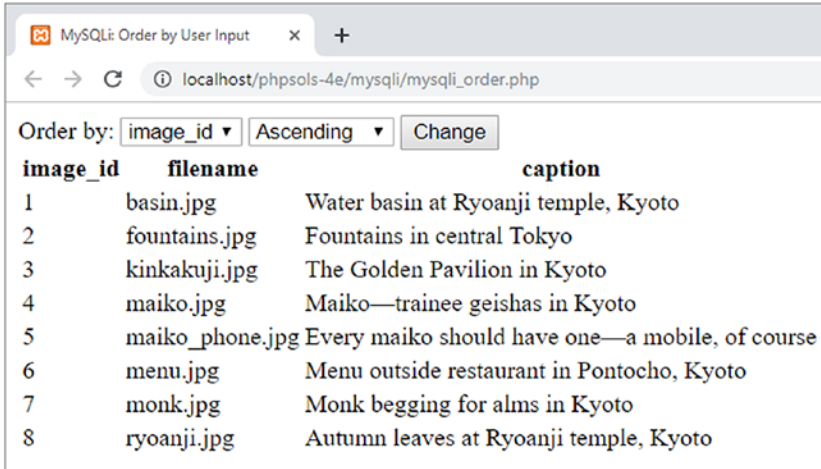 MySQLi: Order by User Input
localhost/phpsols-4e/mysqli/mysqli_order.php
Order by: image_id Ascending Change
image_id filename caption
1 basin.jpg Water basin at Ryoanji temple, Kyoto
2 fountains.jpg Fountains in central Tokyo
3 kinkakuji.jpg The Golden Pavilion in Kyoto
4 maiko.jpg Maiko—trainee geishas in Kyoto
5 maiko_phone.jpg Every maiko should have one—a mobile, of course
6 menu.jpg Menu outside restaurant in Pontocho, Kyoto
7 monk.jpg Monk begging for alms in Kyoto
8 ryoanji.jpg Autumn leaves at Ryoanji temple, Kyoto